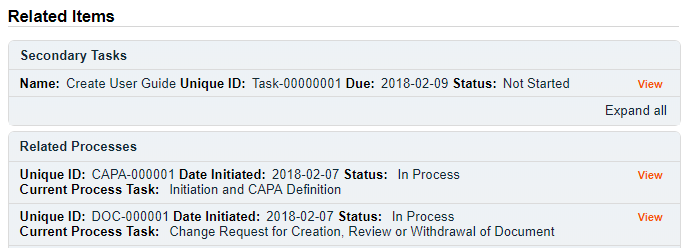 Related Items
Secondary Tasks
Name: Create User Guide Unique ID: Task-00000001 Due: 2018-02-09 Status: Not Started View
Expand all
Related Processes
Unique ID: CAPA-000001 Date Initiated: 2018-02-07 Status: In Process View
Current Process Task: Initiation and CAPA Definition
Unique ID: DOC-000001 Date Initiated: 2018-02-07 Status: In Process View
Current Process Task: Change Request for Creation, Review or Withdrawal of Document